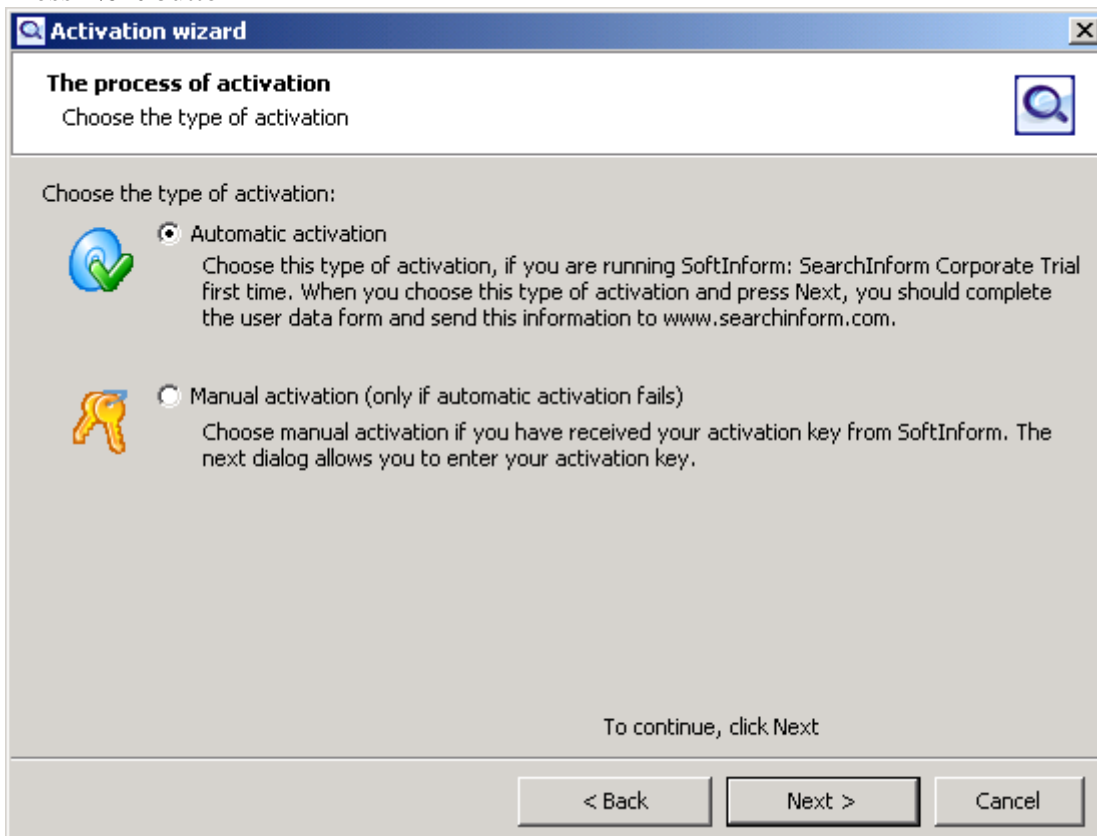 Activation wizard
The process of activation
Choose the type of activation
Choose the type of activation:
Automatic activation
Choose this type of activation, if you are running SoftInform: SearchInform Corporate Trial
first time. When you choose this type of activation and press Next, you should complete
the user data form and send this information to www.searchinform.com.
Manual activation (only if automatic activation fails)
Choose manual activation if you have received your activation key from SoftInform. The
next dialog allows you to enter your activation key.
To continue, click Next
< Back
Next >
Cancel